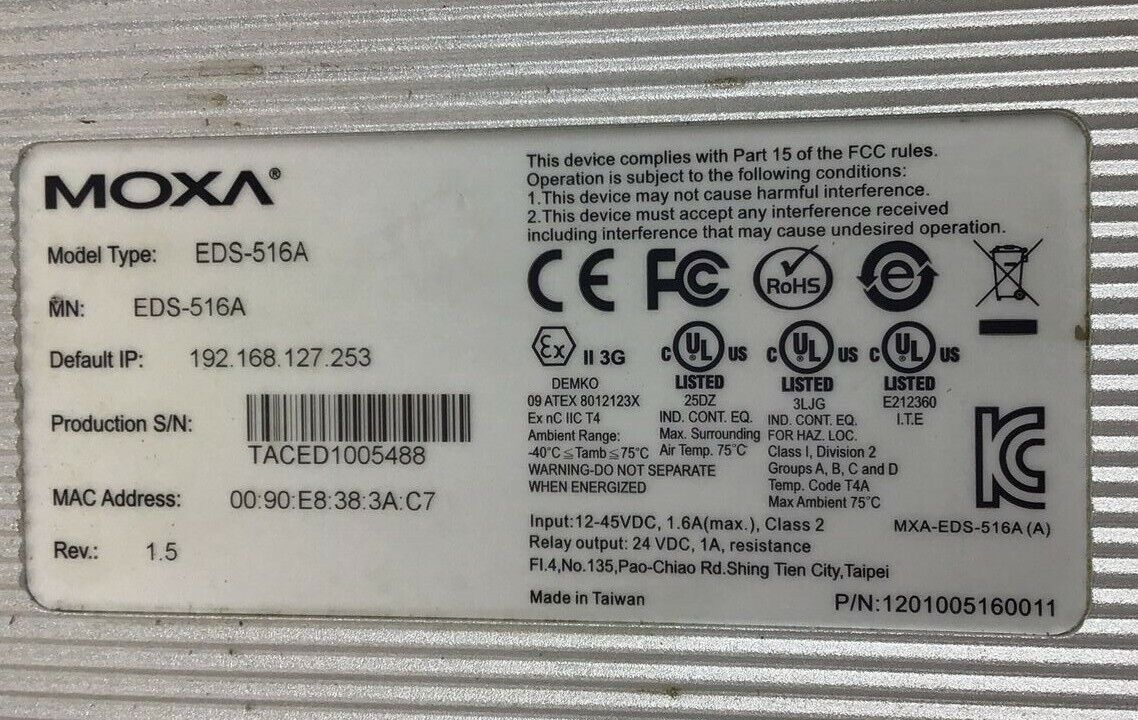 MOXA®
Model Type: EDS-516A
MN: EDS-516A
Default IP: 192.168.127.253
Production S/N:
TACED1005488
MAC Address: 00:90:E8:38:3A:C7
Rev.: 1.5
This device complies with Part 15 of the FCC rules.
Operation is subject to the following conditions:
1.This device may not cause harmful interference.
2.This device must accept any interference received
including interference that may cause undesired operation.
CE FC RoHS e
Ex II 3G
DEMKO
09 ATEX 8012123X
Ex nC IIC T4
Ambient Range:
-40°C≦Tamb≦75°C
WARNING-DO NOT SEPARATE
WHEN ENERGIZED
c UL US
LISTED
25DZ
IND. CONT. EQ.
Max. Surrounding
Air Temp. 75°C
c UL US
LISTED
3LJG
IND. CONT. EQ.
FOR HAZ. LOC.
Class I, Division 2
Groups A, B, C and D
Temp. Code T4A
Max Ambient 75°C
c UL US
LISTED
E212360
I.T.E
KC
MXA-EDS-516A (A)
Input:12-45VDC, 1.6A(max.), Class 2
Relay output: 24 VDC, 1A, resistance
Fl.4,No.135,Pao-Chiao Rd.Shing Tien City,Taipei
Made in Taiwan
P/N:1201005160011